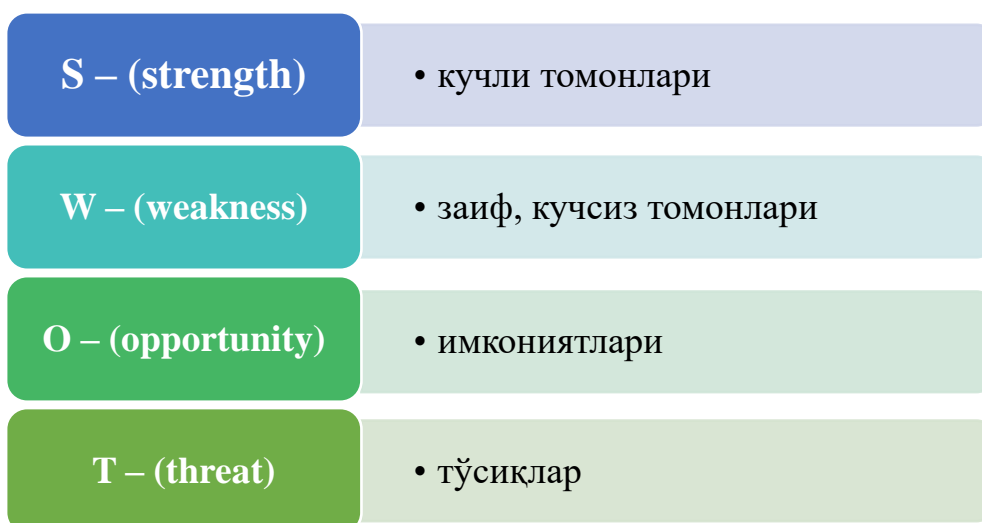 S – (strength)
• кучли томонлари
W – (weakness)
• заиф, кучсиз томонлари
O – (opportunity)
• имкониятлари
T – (threat)
• тўсиқлар